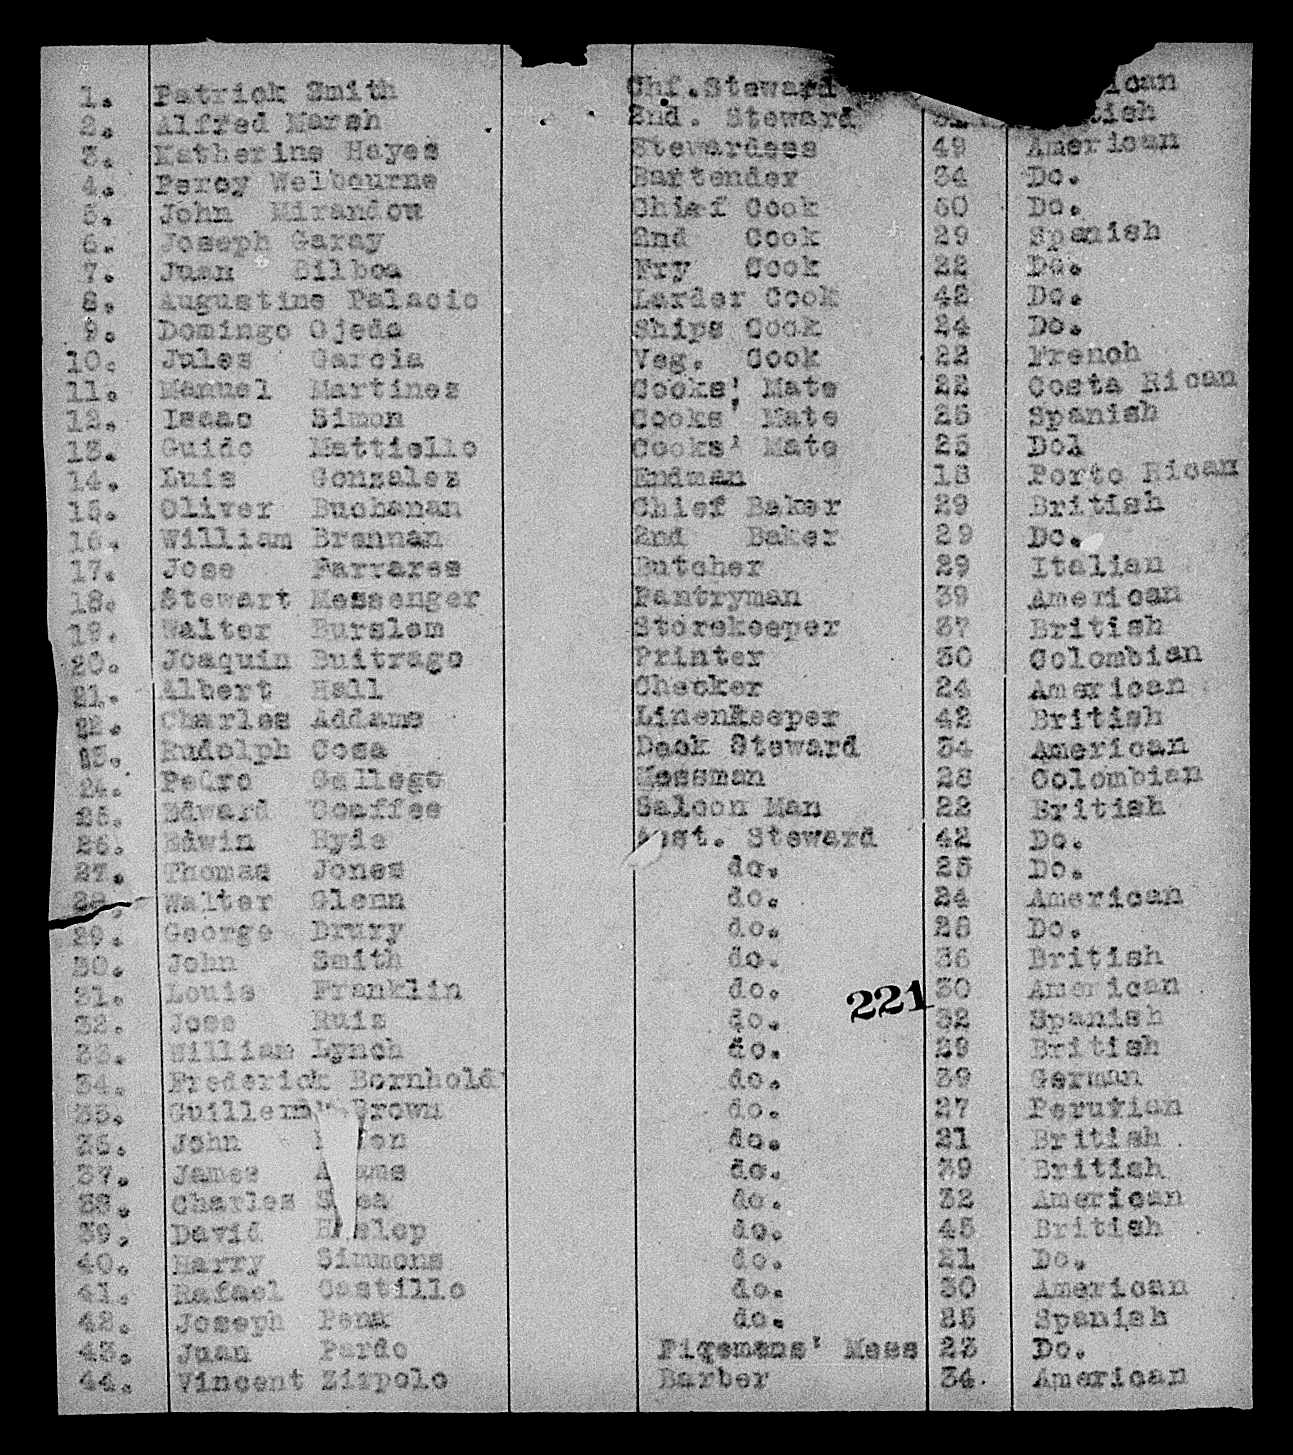 1. Patrick Smith Chf. Steward
2. Alfred Marsh 2nd. Steward
3. Katherine Hayes Stewardess 49 American
4. Percy Welbourne Bartender 34 Do.
5. John Mirandou Chief Cook 50 Do.
6. Joseph Garay 2nd Cook 29 Spanish
7. Juan Bilboa Fry Cook 22 Do.
8. Augustine Palacio Larder Cook 42 Do.
9. Domingo Ojeda Ships Cook 24 Do.
10. Jules Garcia Veg. Cook 22 French
11. Manuel Martines Cooks' Mate 22 Costa Rican
12. Isaac Simon Cooks' Mate 25 Spanish
13. Guido Mattiello Cooks' Mate 25 Do.
14. Luis Gonzales Endman 18 Porto Rican
15. Oliver Buchanan Chief Baker 29 British
16. William Brennan 2nd Baker 29 Do.
17. Jose Farrares Butcher 29 Italian
18. Stewart Messenger Pantryman 39 American
19. Walter Burslem Storekeeper 37 British
20. Joaquin Buitrago Printer 30 Colombian
21. Albert Hall Checker 24 American
22. Charles Addams Linenkeeper 42 British
23. Rudolph Cosa Deck Steward 34 American
24. Pedro Gallego Messman 28 Colombian
25. Edward Coaffee Saloon Man 22 British
26. Edwin Hyde Asst. Steward 42 Do.
27. Thomas Jones do. 25 Do.
28. Walter Glenn do. 24 American
29. George Drury do. 28 Do.
30. John Smith do. 36 British
31. Louis Franklin do. 221 30 American
32. Jose Ruiz do. 32 Spanish
33. William Lynch do. 29 British
34. Frederick Bornhold do. 39 German
35. Brown do. 27 Peruvian
36. John do. 21 British
37. James do. 39 British
38. Charles do. 32 American
39. David do. 45 British
40. Harry Simmons do. 21 Do.
41. Rafael Castillo do. 30 American
42. Joseph Pena do. 35 Spanish
43. Juan Pardo Firemens' Mess 23 Do.
44. Vincent Zirpolo Barber 34 American